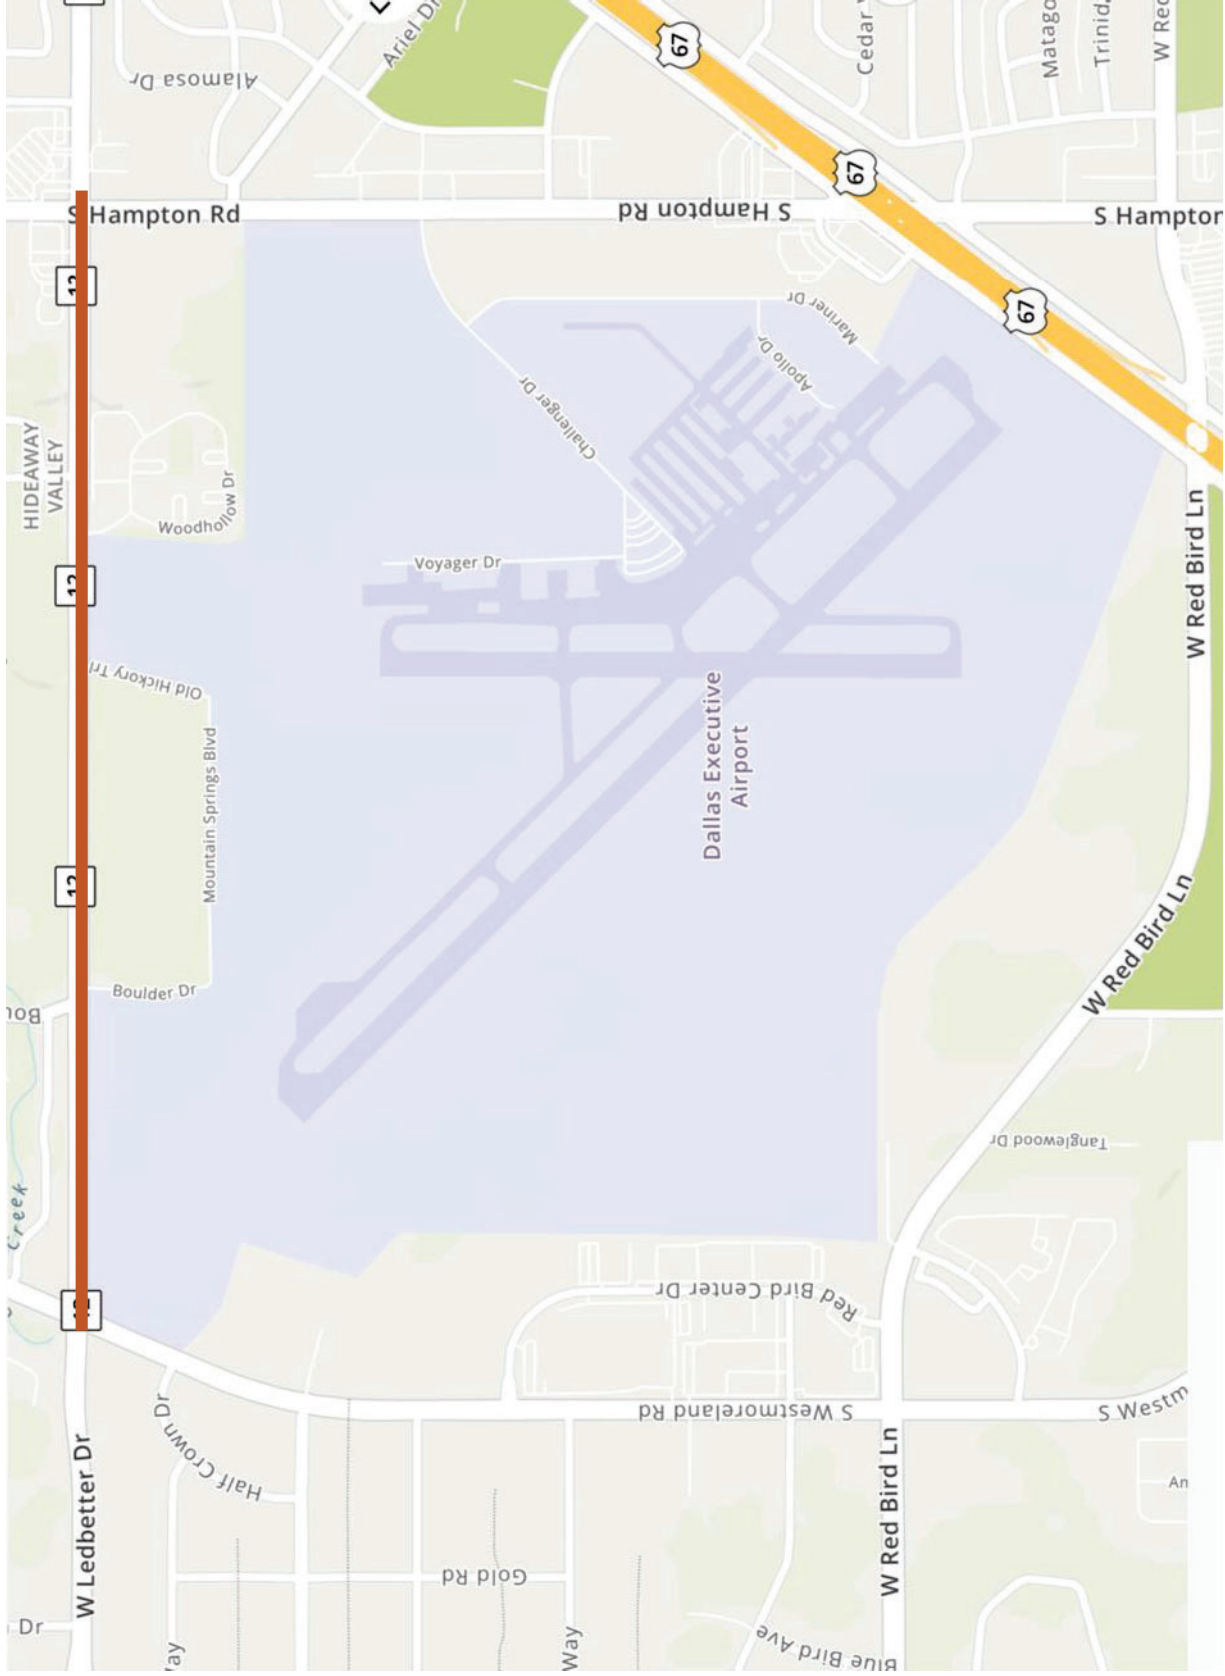 Alamosa Dr
Ariel Dr
67
Cedar
Matago
Trinid
W Red
67
S Hampton Rd
S Hampton Rd
S Hampton
12
67
Mariner Dr
Apollo Dr
Challenger Dr
HIDEAWAY
VALLEY
Woodhollow Dr
Voyager Dr
12
W Red Bird Ln
Old Hickory Trl
Mountain Springs Blvd
Dallas Executive
Airport
12
W Red Bird Ln
Boulder Dr
Bou
Tanglewood Dr
Creek
12
Red Bird Center Dr
S Westmoreland Rd
S Westm
Half Crown Dr
W Ledbetter Dr
W Red Bird Ln
An
Gold Rd
Dr
Way
Blue Bird Ave